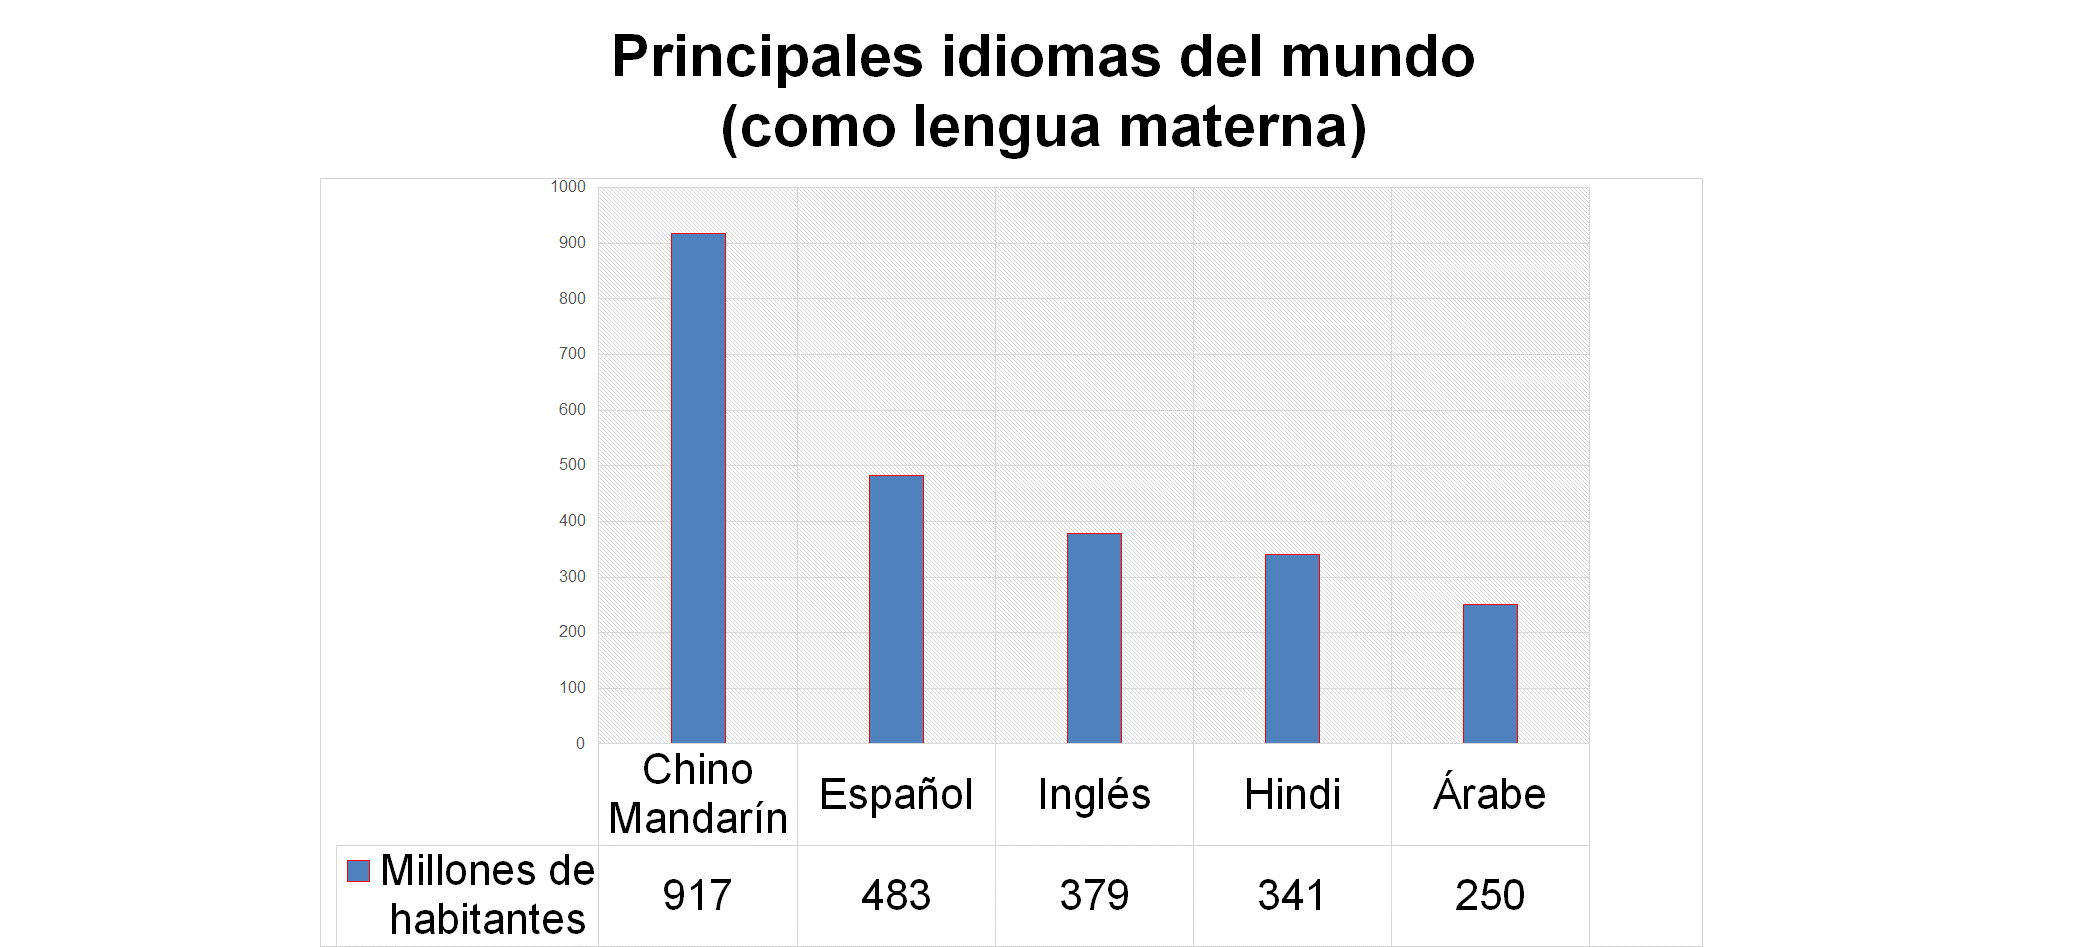 Principales idiomas del mundo
(como lengua materna)
1000
900
800
700
600
500
400
300
200
100
0
Chino
Mandarín
Español
Inglés
Hindi
Árabe
Millones de
habitantes
917
483
379
341
250